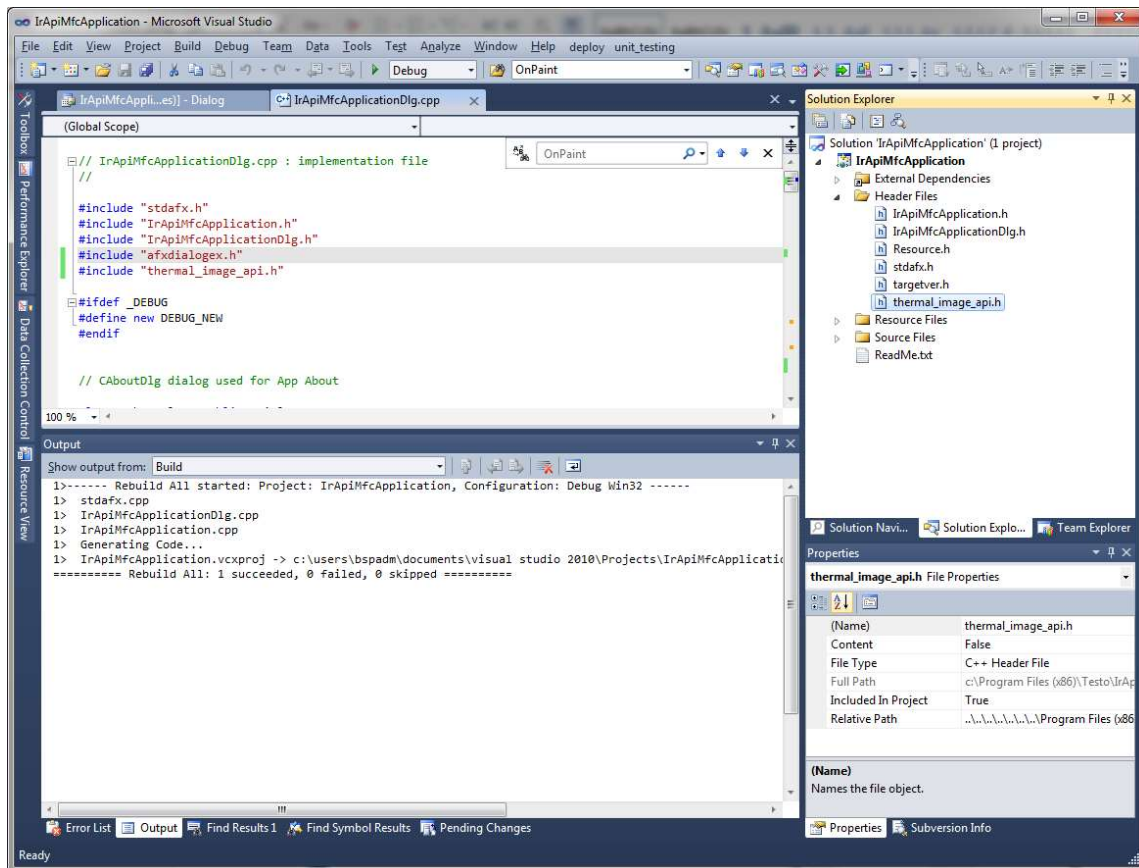 IrApiMfcApplication - Microsoft Visual Studio
File Edit View Project Build Debug Team Data Tools Test Analyze Window Help deploy unit_testing
Debug OnPaint
IrApiMfcAppli...es)] - Dialog IrApiMfcApplicationDlg.cpp
(Global Scope)
OnPaint
// IrApiMfcApplicationDlg.cpp : implementation file
//
#include "stdafx.h"
#include "IrApiMfcApplication.h"
#include "IrApiMfcApplicationDlg.h"
#include "afxdialogex.h"
#include "thermal_image_api.h"
#ifdef _DEBUG
#define new DEBUG_NEW
#endif
// CAboutDlg dialog used for App About
100 %
Toolbox
Performance Explorer
Data Collection Control
Resource View
Output
Show output from: Build
1>------ Rebuild All started: Project: IrApiMfcApplication, Configuration: Debug Win32 ------
1> stdafx.cpp
1> IrApiMfcApplicationDlg.cpp
1> IrApiMfcApplication.cpp
1> Generating Code...
1> IrApiMfcApplication.vcxproj -> c:\users\bspadm\documents\visual studio 2010\Projects\IrApiMfcApplicatic
========== Rebuild All: 1 succeeded, 0 failed, 0 skipped ==========
Error List Output Find Results 1 Find Symbol Results Pending Changes
Ready
Solution Explorer
Solution 'IrApiMfcApplication' (1 project)
IrApiMfcApplication
External Dependencies
Header Files
IrApiMfcApplication.h
IrApiMfcApplicationDlg.h
Resource.h
stdafx.h
targetver.h
thermal_image_api.h
Resource Files
Source Files
ReadMe.txt
Solution Navi... Solution Explo... Team Explorer
Properties
thermal_image_api.h File Properties
(Name) thermal_image_api.h
Content False
File Type C++ Header File
Full Path c:\Program Files (x86)\Testo\IrAp
Included In Project True
Relative Path ..\..\..\..\..\..\Program Files (x86
(Name)
Names the file object.
Properties Subversion Info